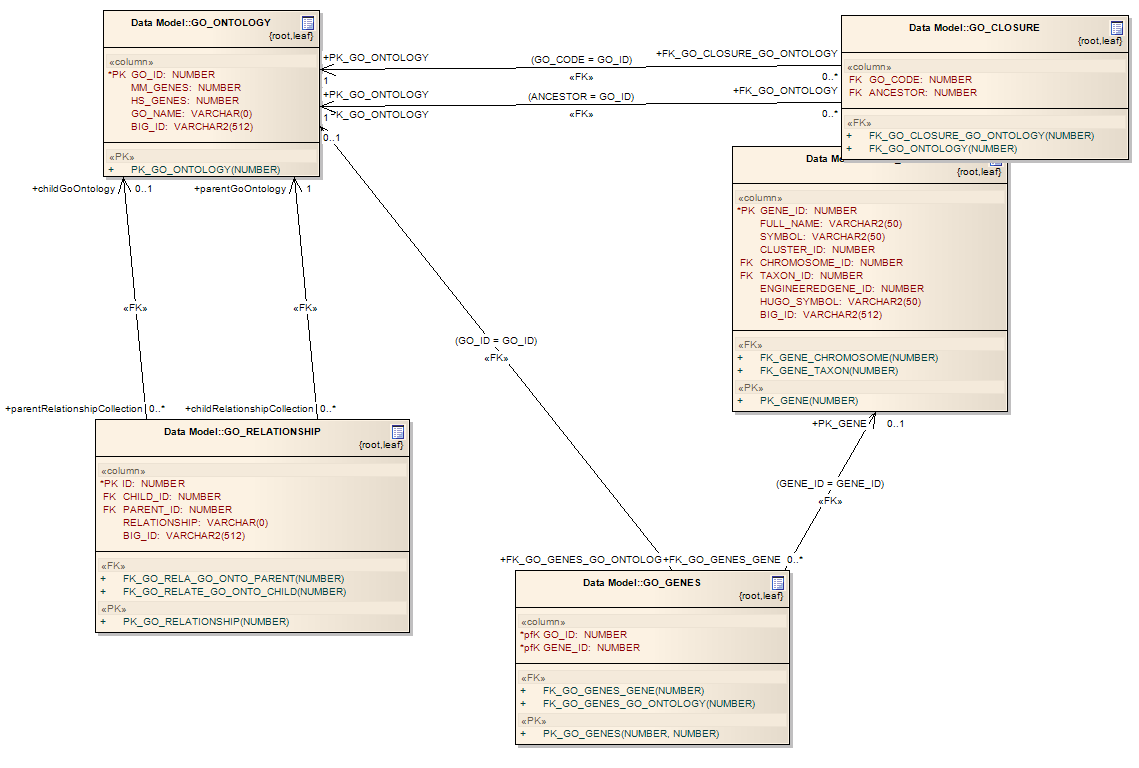 Data Model::GO_ONTOLOGY
{root,leaf}
«column»
*PK GO_ID: NUMBER
MM_GENES: NUMBER
HS_GENES: NUMBER
GO_NAME: VARCHAR(0)
BIG_ID: VARCHAR2(512)
«PK»
+ PK_GO_ONTOLOGY(NUMBER)
+PK_GO_ONTOLOGY
1
(GO_CODE = GO_ID)
«FK»
+FK_GO_CLOSURE_GO_ONTOLOGY
0..*
+PK_GO_ONTOLOGY
1
(ANCESTOR = GO_ID)
«FK»
+FK_GO_ONTOLOGY
0..*
PK_GO_ONTOLOGY
0..1
Data Model::GO_CLOSURE
{root,leaf}
«column»
FK GO_CODE: NUMBER
FK ANCESTOR: NUMBER
«FK»
+ FK_GO_CLOSURE_GO_ONTOLOGY(NUMBER)
+ FK_GO_ONTOLOGY(NUMBER)
Data
{root,leaf}
«column»
*PK GENE_ID: NUMBER
FULL_NAME: VARCHAR2(50)
SYMBOL: VARCHAR2(50)
CLUSTER_ID: NUMBER
FK CHROMOSOME_ID: NUMBER
FK TAXON_ID: NUMBER
ENGINEEREDGENE_ID: NUMBER
HUGO_SYMBOL: VARCHAR2(50)
BIG_ID: VARCHAR2(512)
«FK»
+ FK_GENE_CHROMOSOME(NUMBER)
+ FK_GENE_TAXON(NUMBER)
«PK»
+ PK_GENE(NUMBER)
+childGoOntology 0..1
+parentGoOntology 1
«FK»
«FK»
(GO_ID = GO_ID)
«FK»
+parentRelationshipCollection 0..*
+childRelationshipCollection 0..*
Data Model::GO_RELATIONSHIP
{root,leaf}
«column»
*PK ID: NUMBER
FK CHILD_ID: NUMBER
FK PARENT_ID: NUMBER
RELATIONSHIP: VARCHAR(0)
BIG_ID: VARCHAR2(512)
«FK»
+ FK_GO_RELA_GO_ONTO_PARENT(NUMBER)
+ FK_GO_RELATE_GO_ONTO_CHILD(NUMBER)
«PK»
+ PK_GO_RELATIONSHIP(NUMBER)
+PK_GENE 0..1
(GENE_ID = GENE_ID)
«FK»
+FK_GO_GENES_GO_ONTOLOG
+FK_GO_GENES_GENE 0..*
Data Model::GO_GENES
{root,leaf}
«column»
*pfK GO_ID: NUMBER
*pfK GENE_ID: NUMBER
«FK»
+ FK_GO_GENES_GENE(NUMBER)
+ FK_GO_GENES_GO_ONTOLOGY(NUMBER)
«PK»
+ PK_GO_GENES(NUMBER, NUMBER)